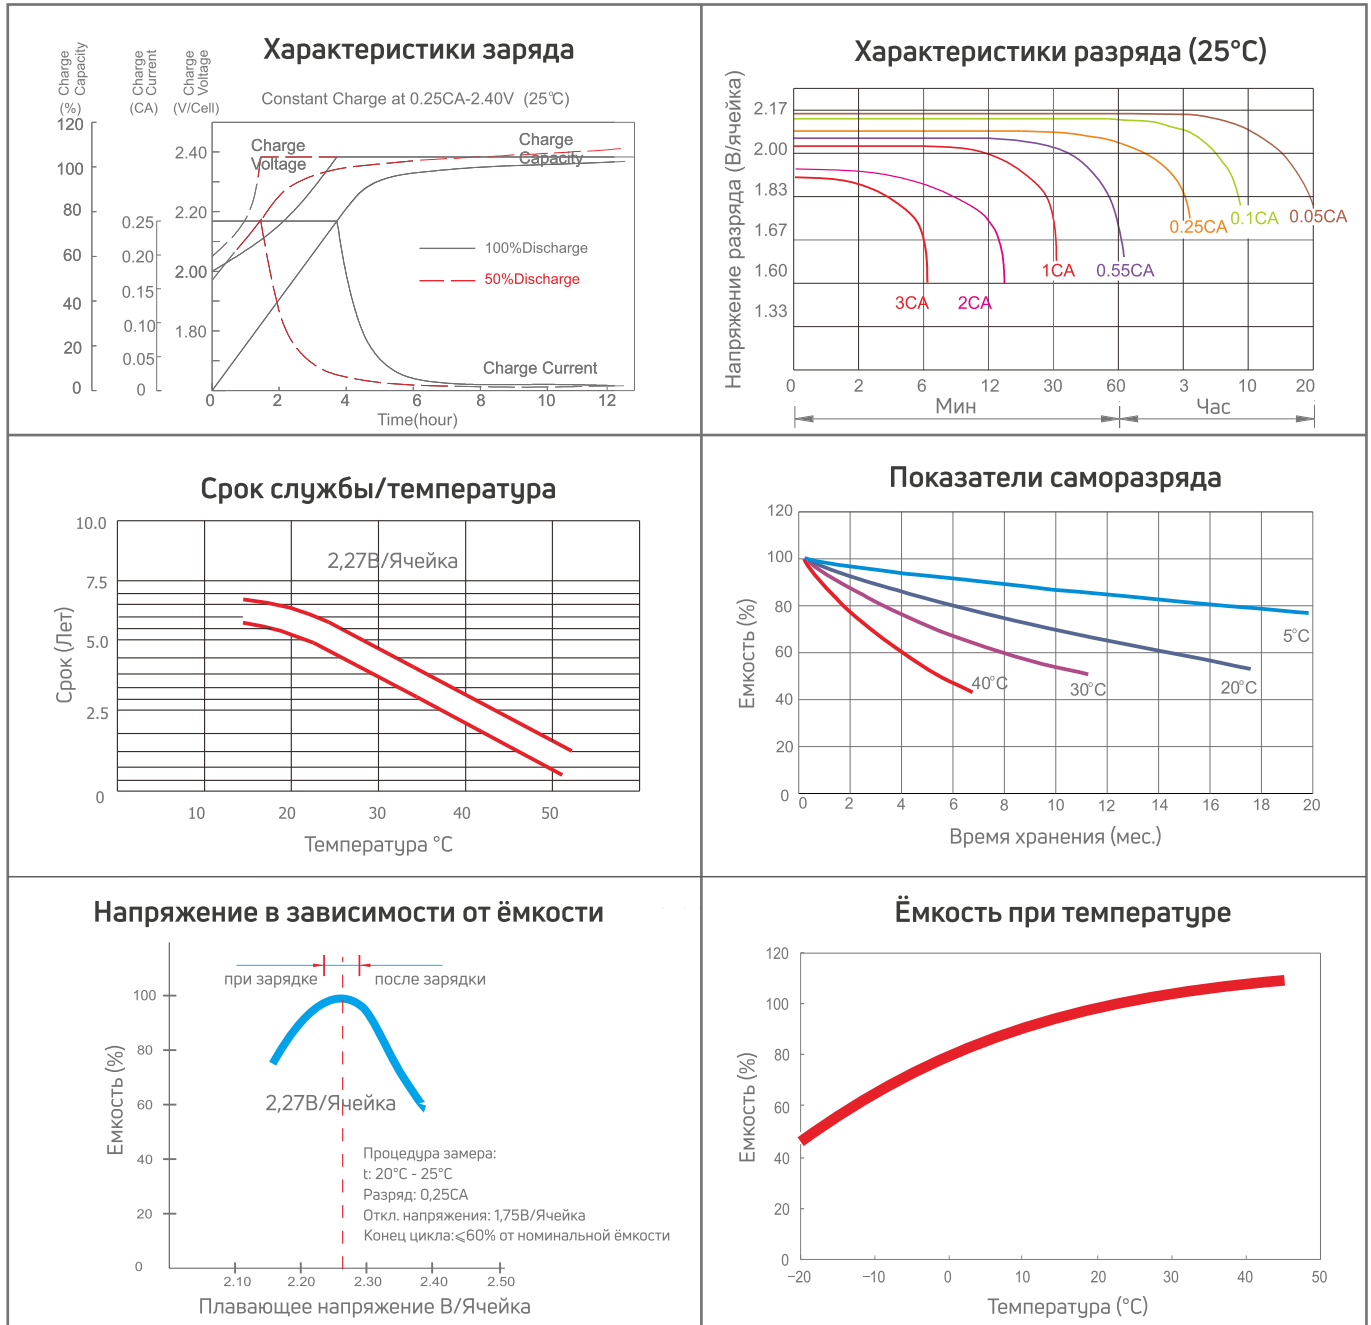 Характеристики заряда
Charge Capacity
(%)
Charge Current
(CA)
Charge Voltage
(V/Cell)
Constant Charge at 0.25CA-2.40V (25℃)
120
100
80
60
40
20
0
0.25
0.20
0.15
0.10
0.05
0
2.40
2.20
2.00
1.80
Charge Voltage
Charge Capacity
100%Discharge
50%Discharge
Charge Current
0 2 4 6 8 10 12
Time(hour)
Характеристики разряда (25°C)
Напряжение разряда (В/ячейка)
2.17
2.00
1.83
1.67
1.60
1.33
3CA
2CA
1CA
0.55CA
0.25CA
0.1CA
0.05CA
0 2 6 12 30 60 3 10 20
Мин
Час
Срок службы/температура
Срок (Лет)
10.0
7.5
5.0
2.5
0
2,27В/Ячейка
10 20 30 40 50
Температура °C
Показатели саморазряда
Емкость (%)
120
100
80
60
40
20
0
5°C
20°C
30°C
40°C
0 2 4 6 8 10 12 14 16 18 20
Время хранения (мес.)
Напряжение в зависимости от ёмкости
при зарядке
после зарядки
Емкость (%)
100
80
60
40
20
0
2,27В/Ячейка
Процедура замера:
t: 20°C - 25°C
Разряд: 0,25CA
Откл. напряжения: 1,75В/Ячейка
Конец цикла:⩽60% от номинальной ёмкости
2.10 2.20 2.30 2.40 2.50
Плавающее напряжение В/Ячейка
Ёмкость при температуре
Емкость (%)
120
100
80
60
40
20
0
−20 −10 0 10 20 30 40 50
Температура (°C)